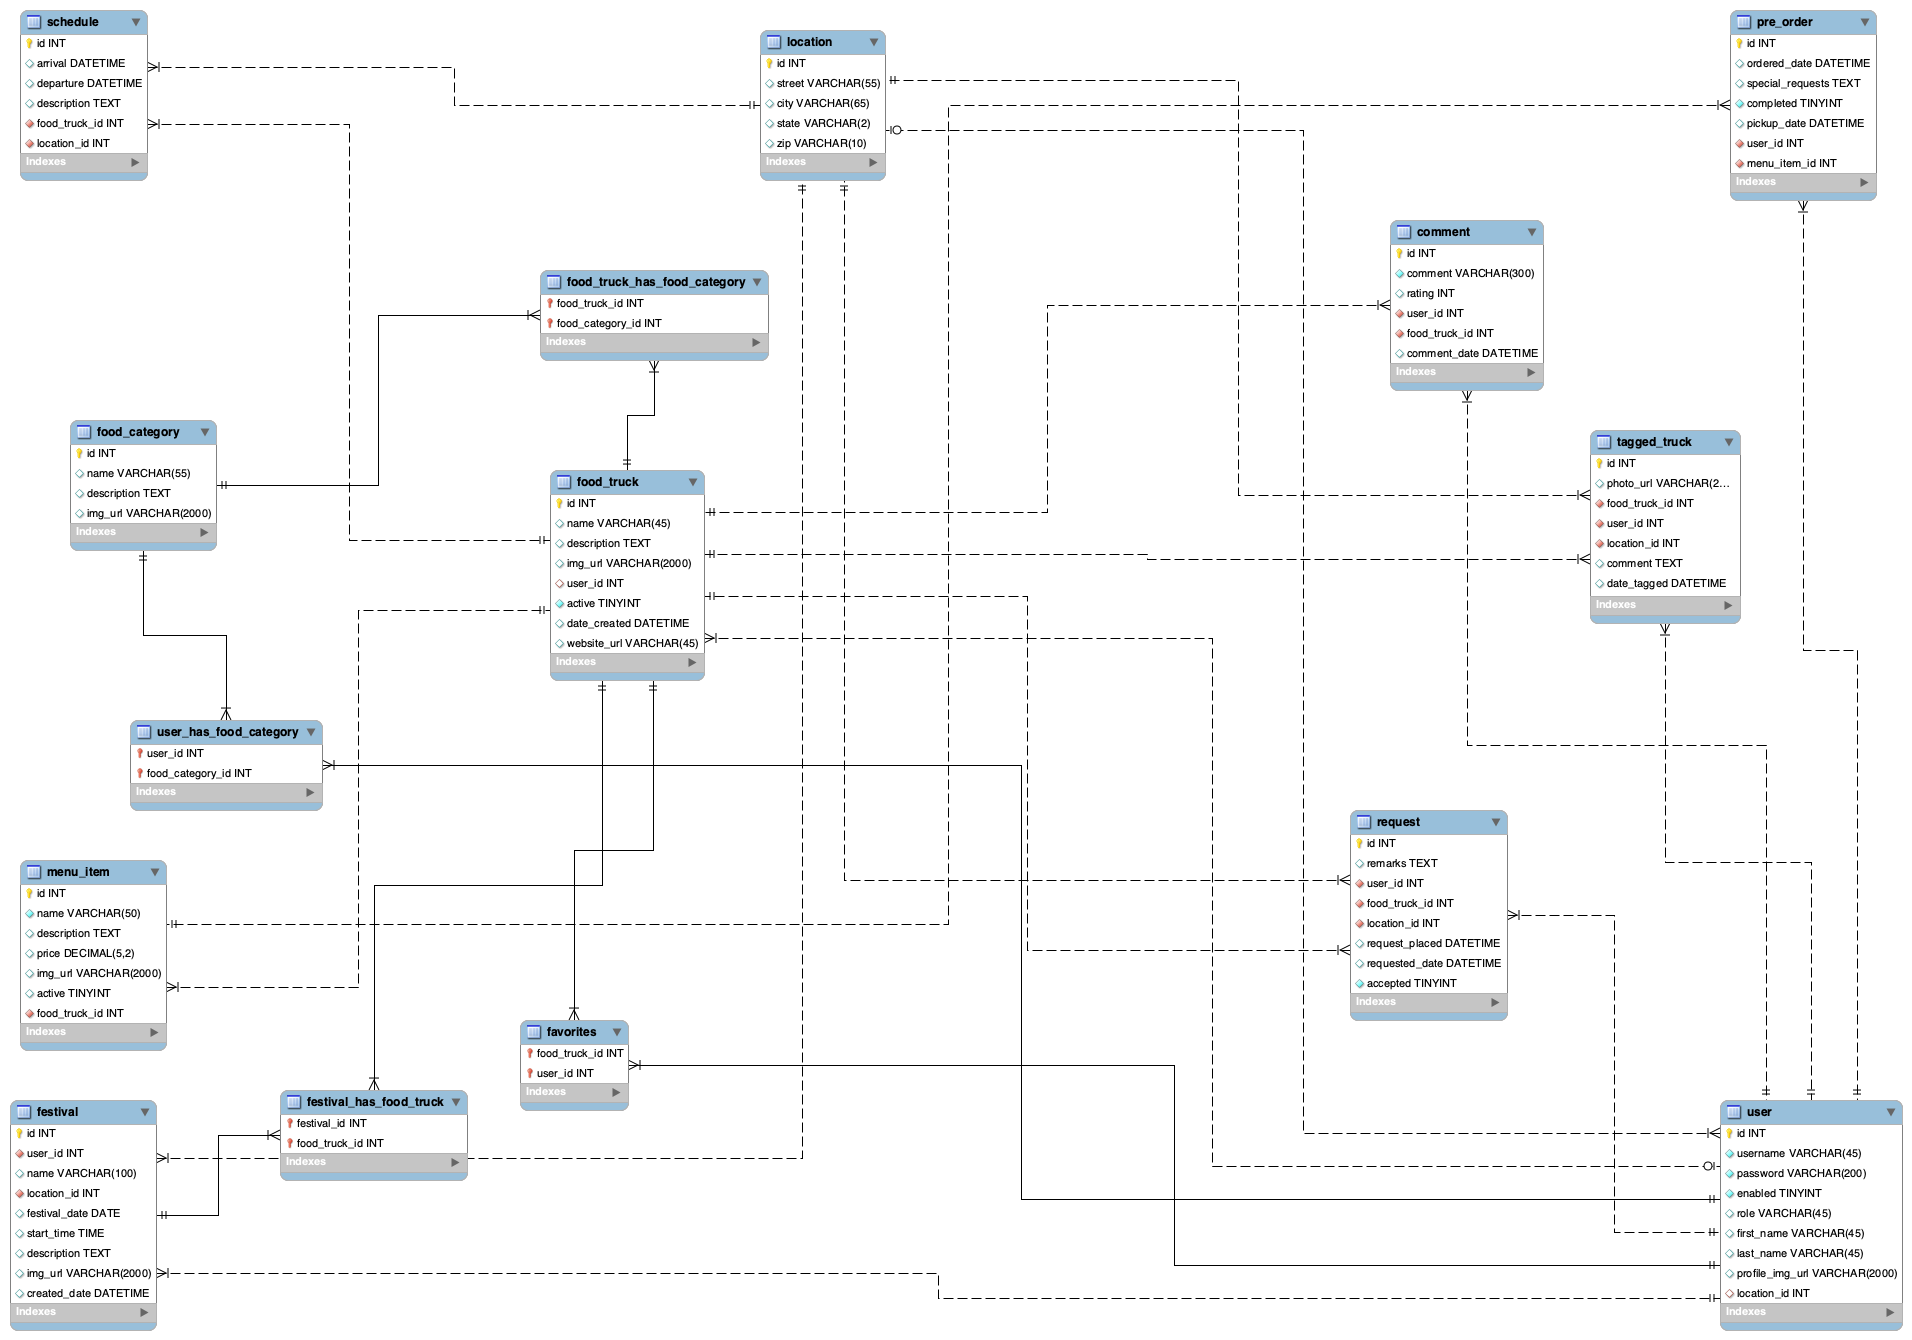 schedule
id INT
arrival DATETIME
departure DATETIME
description TEXT
food_truck_id INT
location_id INT
Indexes
location
id INT
street VARCHAR(55)
city VARCHAR(65)
state VARCHAR(2)
zip VARCHAR(10)
Indexes
pre_order
id INT
ordered_date DATETIME
special_requests TEXT
completed TINYINT
pickup_date DATETIME
user_id INT
menu_item_id INT
Indexes
comment
id INT
comment VARCHAR(300)
rating INT
user_id INT
food_truck_id INT
comment_date DATETIME
Indexes
food_truck_has_food_category
food_truck_id INT
food_category_id INT
Indexes
food_category
id INT
name VARCHAR(55)
description TEXT
img_url VARCHAR(2000)
Indexes
food_truck
id INT
name VARCHAR(45)
description TEXT
img_url VARCHAR(2000)
user_id INT
active TINYINT
date_created DATETIME
website_url VARCHAR(45)
Indexes
tagged_truck
id INT
photo_url VARCHAR(2...
food_truck_id INT
user_id INT
location_id INT
comment TEXT
date_tagged DATETIME
Indexes
user_has_food_category
user_id INT
food_category_id INT
Indexes
request
id INT
remarks TEXT
user_id INT
food_truck_id INT
location_id INT
request_placed DATETIME
requested_date DATETIME
accepted TINYINT
Indexes
menu_item
id INT
name VARCHAR(50)
description TEXT
price DECIMAL(5,2)
img_url VARCHAR(2000)
active TINYINT
food_truck_id INT
Indexes
favorites
food_truck_id INT
user_id INT
Indexes
festival_has_food_truck
festival_id INT
food_truck_id INT
Indexes
festival
id INT
user_id INT
name VARCHAR(100)
location_id INT
festival_date DATE
start_time TIME
description TEXT
img_url VARCHAR(2000)
created_date DATETIME
Indexes
user
id INT
username VARCHAR(45)
password VARCHAR(200)
enabled TINYINT
role VARCHAR(45)
first_name VARCHAR(45)
last_name VARCHAR(45)
profile_img_url VARCHAR(2000)
location_id INT
Indexes